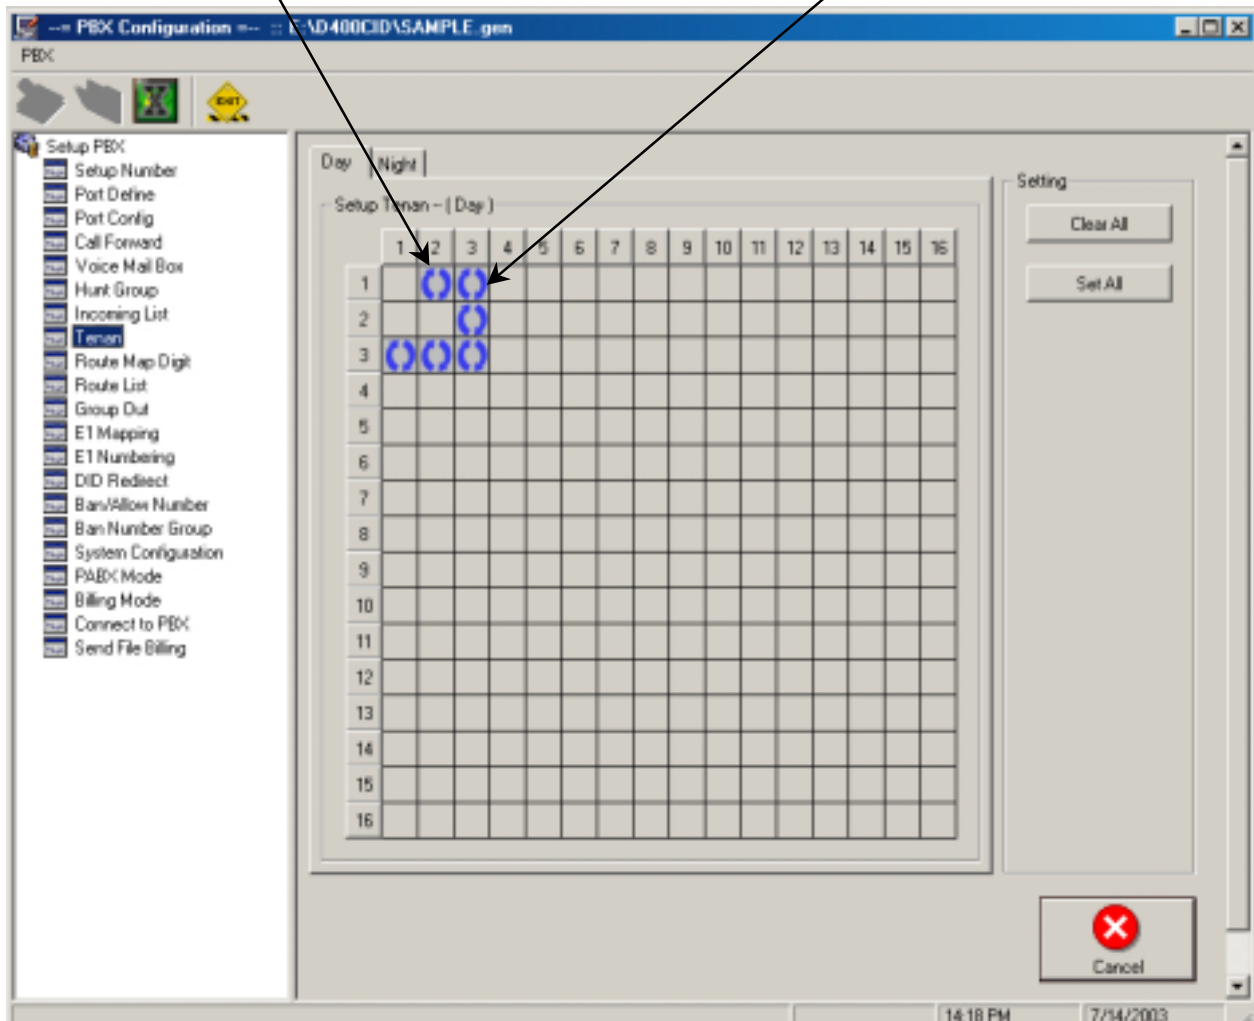 --= PBX Configuration =-- :: E:\D400CID\SAMPLE.gen
PBX
EXIT
Setup PBX
Setup Number
Port Define
Port Config
Call Forward
Voice Mail Box
Hunt Group
Incoming List
Tenan
Route Map Digit
Route List
Group Out
E1 Mapping
E1 Numbering
DID Redirect
Ban/Allow Number
Ban Number Group
System Configuration
PABX Mode
Billing Mode
Connect to PBX
Send File Billing
Day Night
Setup Tenan -- ( Day )
1 2 3 4 5 6 7 8 9 10 11 12 13 14 15 16
1
2
3
4
5
6
7
8
9
10
11
12
13
14
15
16
Setting
Clear All
Set All
Cancel
14:18 PM 7/14/2003